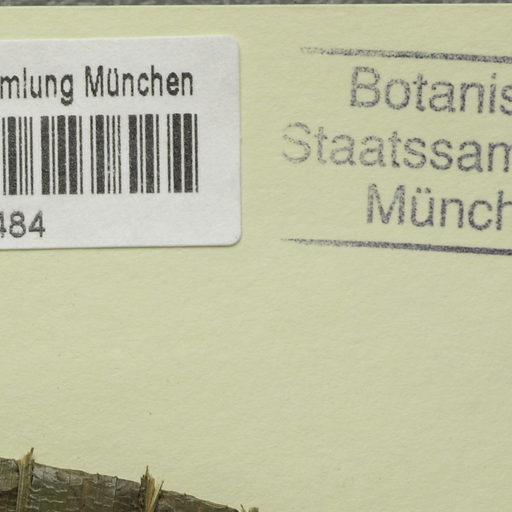 mlung München
484
Botanis
Staatssam
Münch